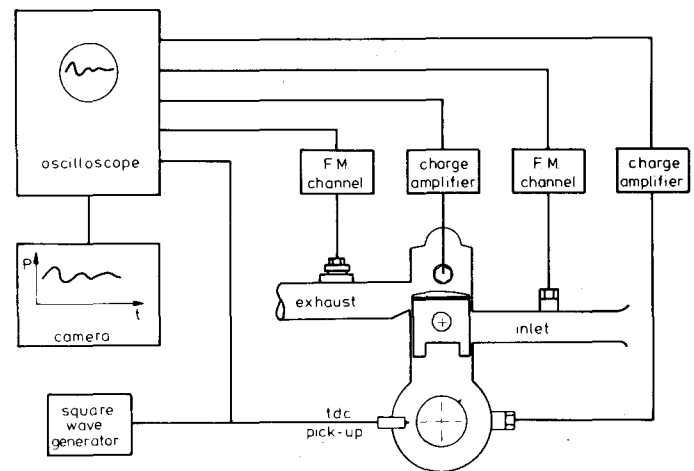 oscilloscope
F.M.
channel
charge
amplifier
F.M.
channel
charge
amplifier
P
t
camera
exhaust
inlet
square
wave
generator
tdc
pick-up